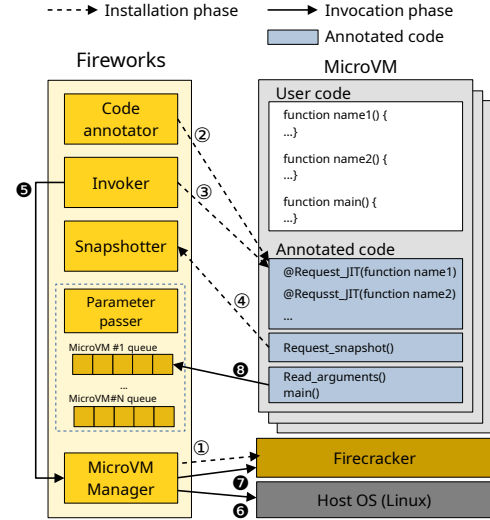 Installation phase
Invocation phase
Annotated code
Fireworks
MicroVM
Code
annotator
Invoker
Snapshotter
Parameter
passer
MicroVM #1 queue
...
MicroVM#N queue
MicroVM
Manager
②
③
④
①
❺
❽
❼
❻
User code
function name1() {
...}
function name2() {
...}
function main() {
...}
Annotated code
@Request_JIT(function name1)
@Requsst_JIT(function name2)
...
Request_snapshot()
Read_arguments()
main()
Firecracker
Host OS (Linux)